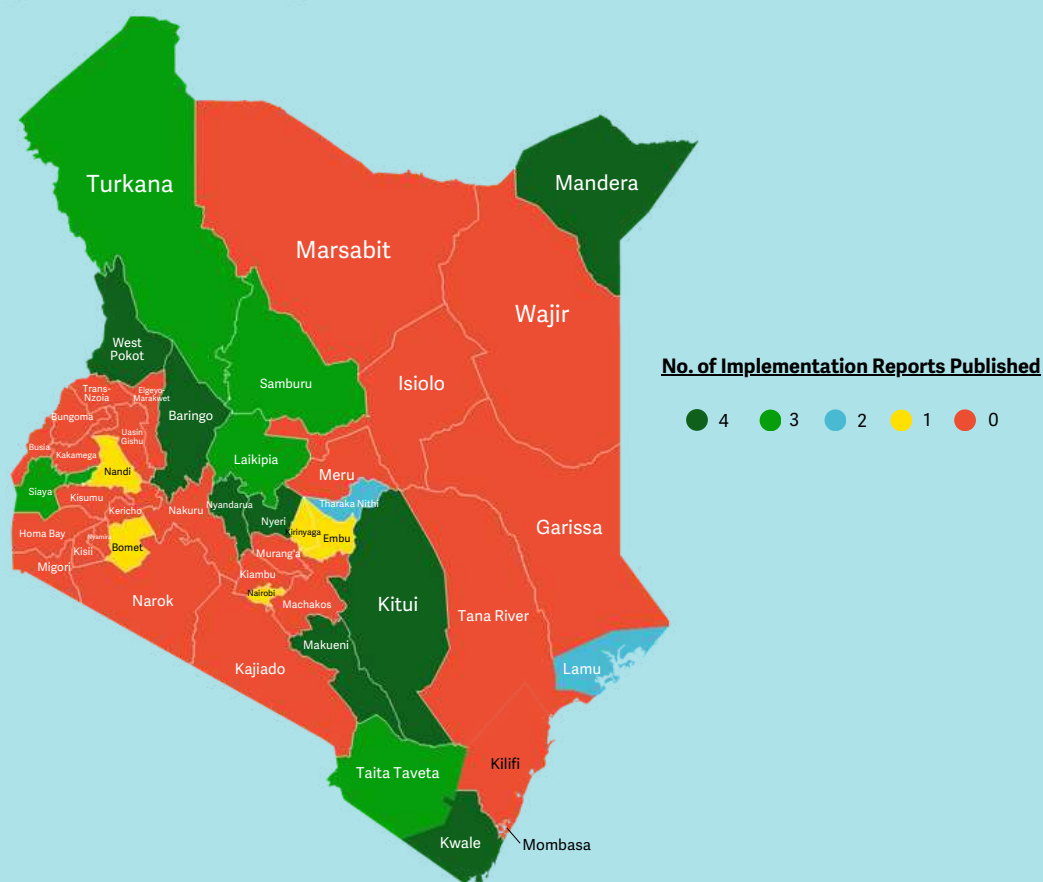 Turkana
Mandera
Marsabit
Wajir
West
Pokot
No. of Implementation Reports Published
4
3
2
1
0
Samburu
Isiolo
Trans-
Nzoia
Elgeyo-
Marakwet
Baringo
Bungoma
Uasin
Gishu
Busia
Kakamega
Laikipia
Nandi
Meru
Siaya
Kisumu
Kericho
Nakuru
Nyandarua
Nyeri
Tharaka Nithi
Garissa
Homa Bay
Nyamira
Kisii
Bomet
Kirinyaga
Embu
Murang'a
Migori
Kiambu
Nairobi
Machakos
Narok
Kitui
Tana River
Makueni
Kajiado
Lamu
Taita Taveta
Kilifi
Kwale
Mombasa